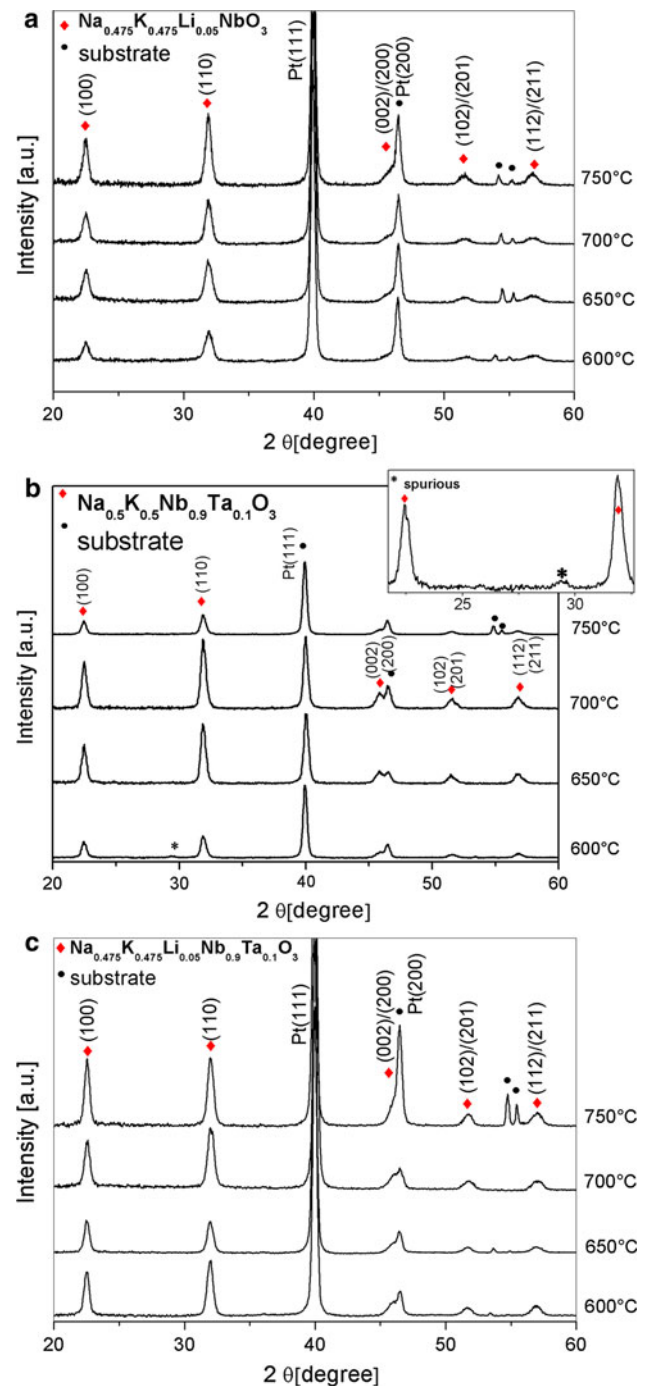 a
Na0.475K0.475Li0.05NbO3
substrate
(100)
(110)
Pt(111)
(002)/(200)
Pt(200)
(102)/(201)
(112)/(211)
750°C
700°C
650°C
600°C
Intensity [a.u.]
20 30 40 50 60
2 θ[degree]
b
Na0.5K0.5Nb0.9Ta0.1O3
substrate
* spurious
*
25 30
(100)
(110)
Pt(111)
(002)
(200)
(102)
(201)
(112)
(211)
*
750°C
700°C
650°C
600°C
Intensity [a.u.]
20 30 40 50 60
2 θ[degree]
c
Na0.475K0.475Li0.05Nb0.9Ta0.1O3
substrate
(100)
(110)
Pt(111)
(002)/(200)
Pt(200)
(102)/(201)
(112)/(211)
750°C
700°C
650°C
600°C
Intensity [a.u.]
20 30 40 50 60
2 θ[degree]